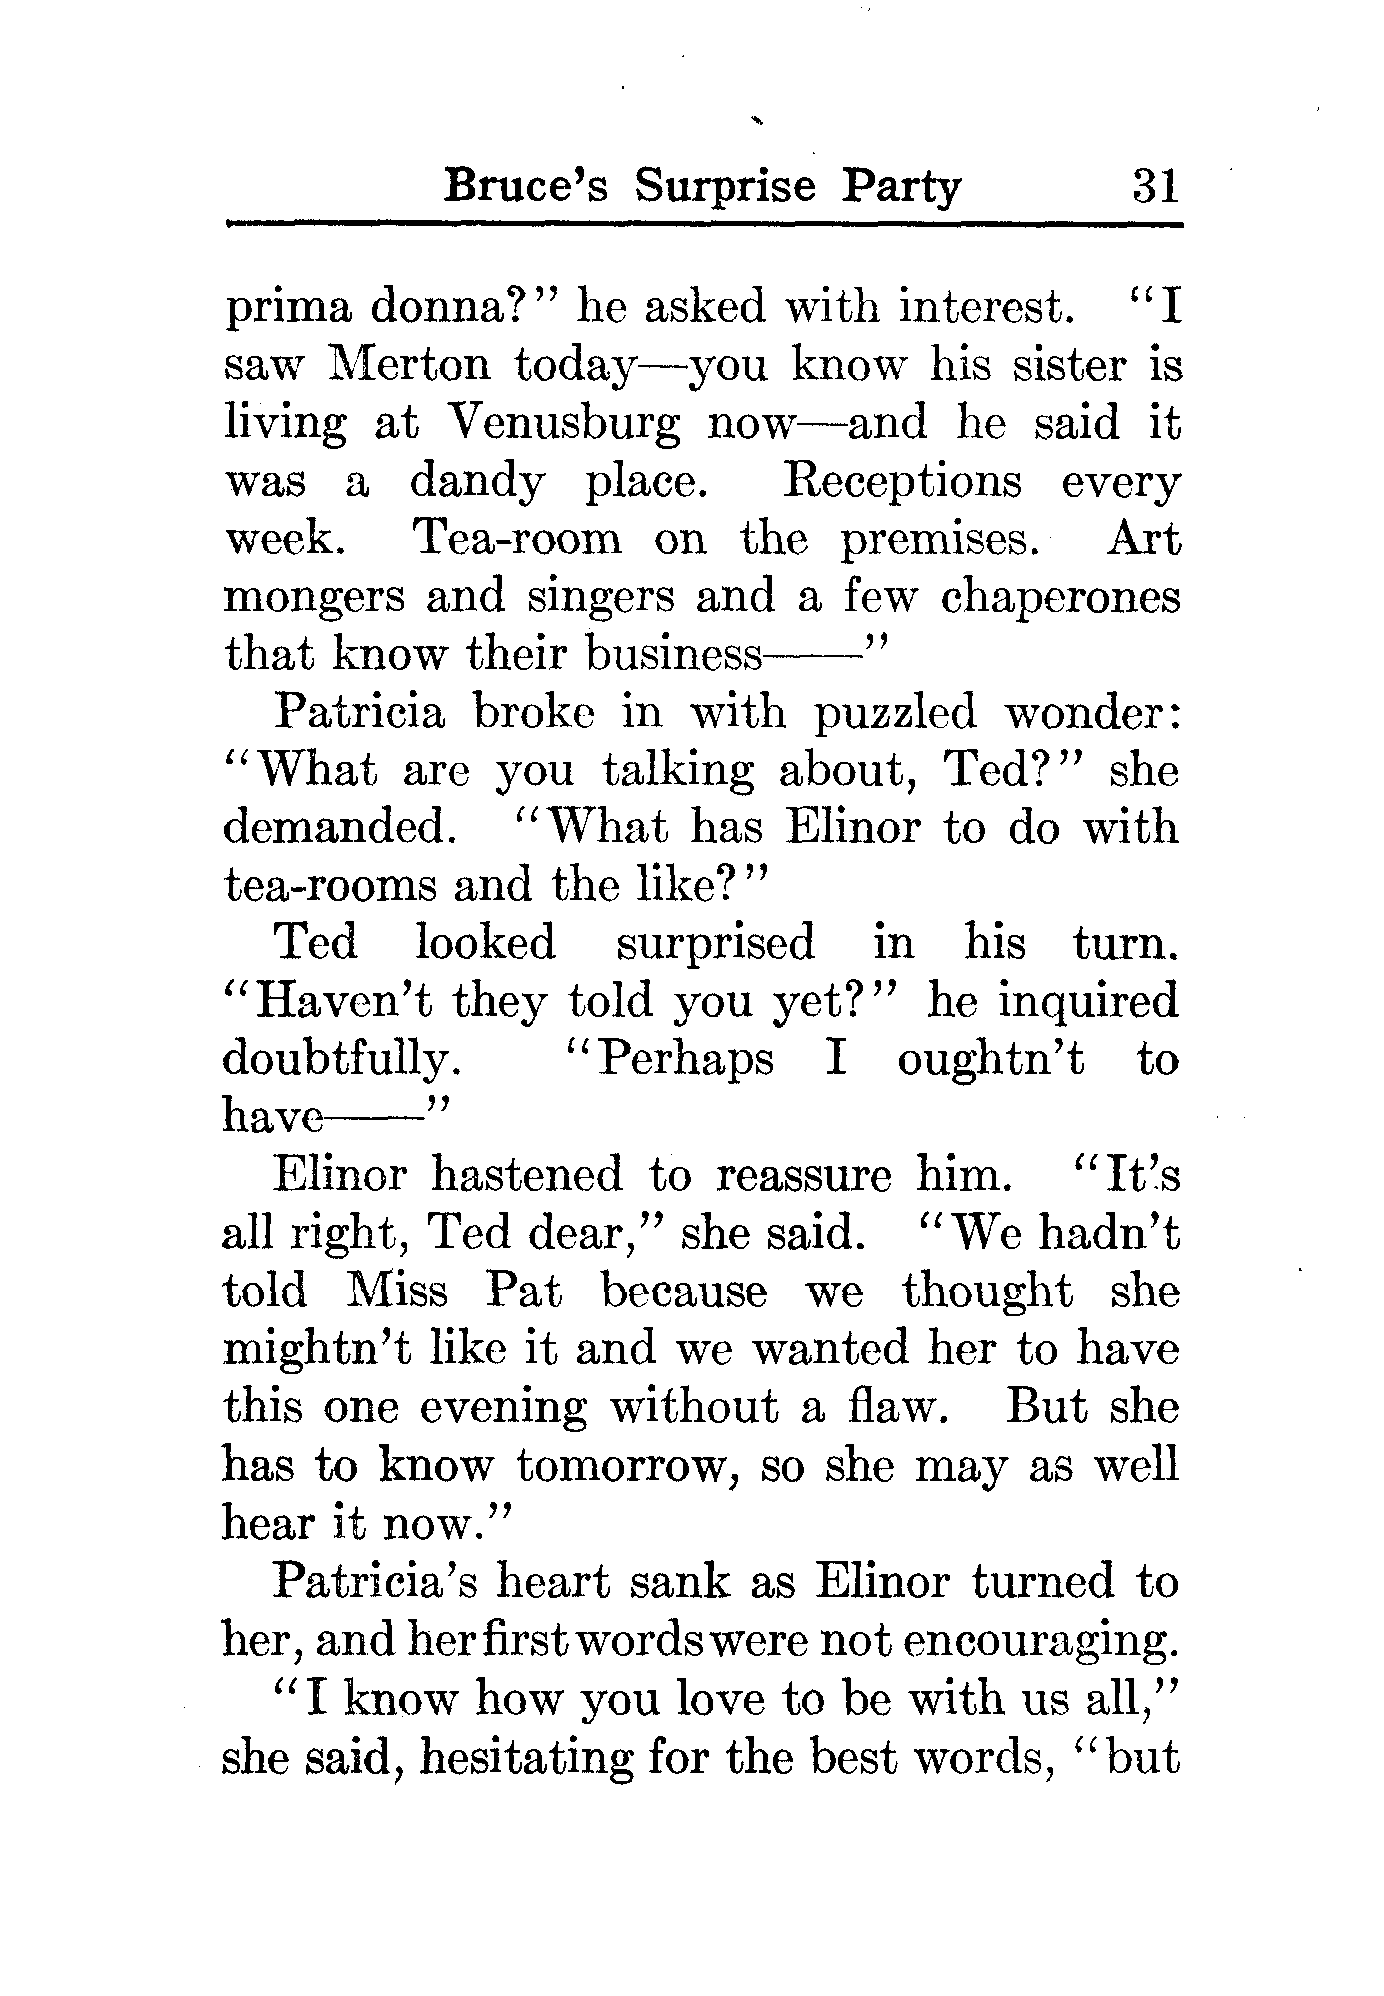 Bruce's Surprise Party 31
prima donna?" he asked with interest. "I
saw Merton today—you know his sister is
living at Venusburg now—and he said it
was a dandy place. Receptions every
week. Tea-room on the premises. Art
mongers and singers and a few chaperones
that know their business——"
Patricia broke in with puzzled wonder:
"What are you talking about, Ted?" she
demanded. "What has Elinor to do with
tea-rooms and the like?"
Ted looked surprised in his turn.
"Haven't they told you yet?" he inquired
doubtfully. "Perhaps I oughtn't to
have——"
Elinor hastened to reassure him. "It's
all right, Ted dear," she said. "We hadn't
told Miss Pat because we thought she
mightn't like it and we wanted her to have
this one evening without a flaw. But she
has to know tomorrow, so she may as well
hear it now."
Patricia's heart sank as Elinor turned to
her, and her first words were not encouraging.
"I know how you love to be with us all,"
she said, hesitating for the best words, "but